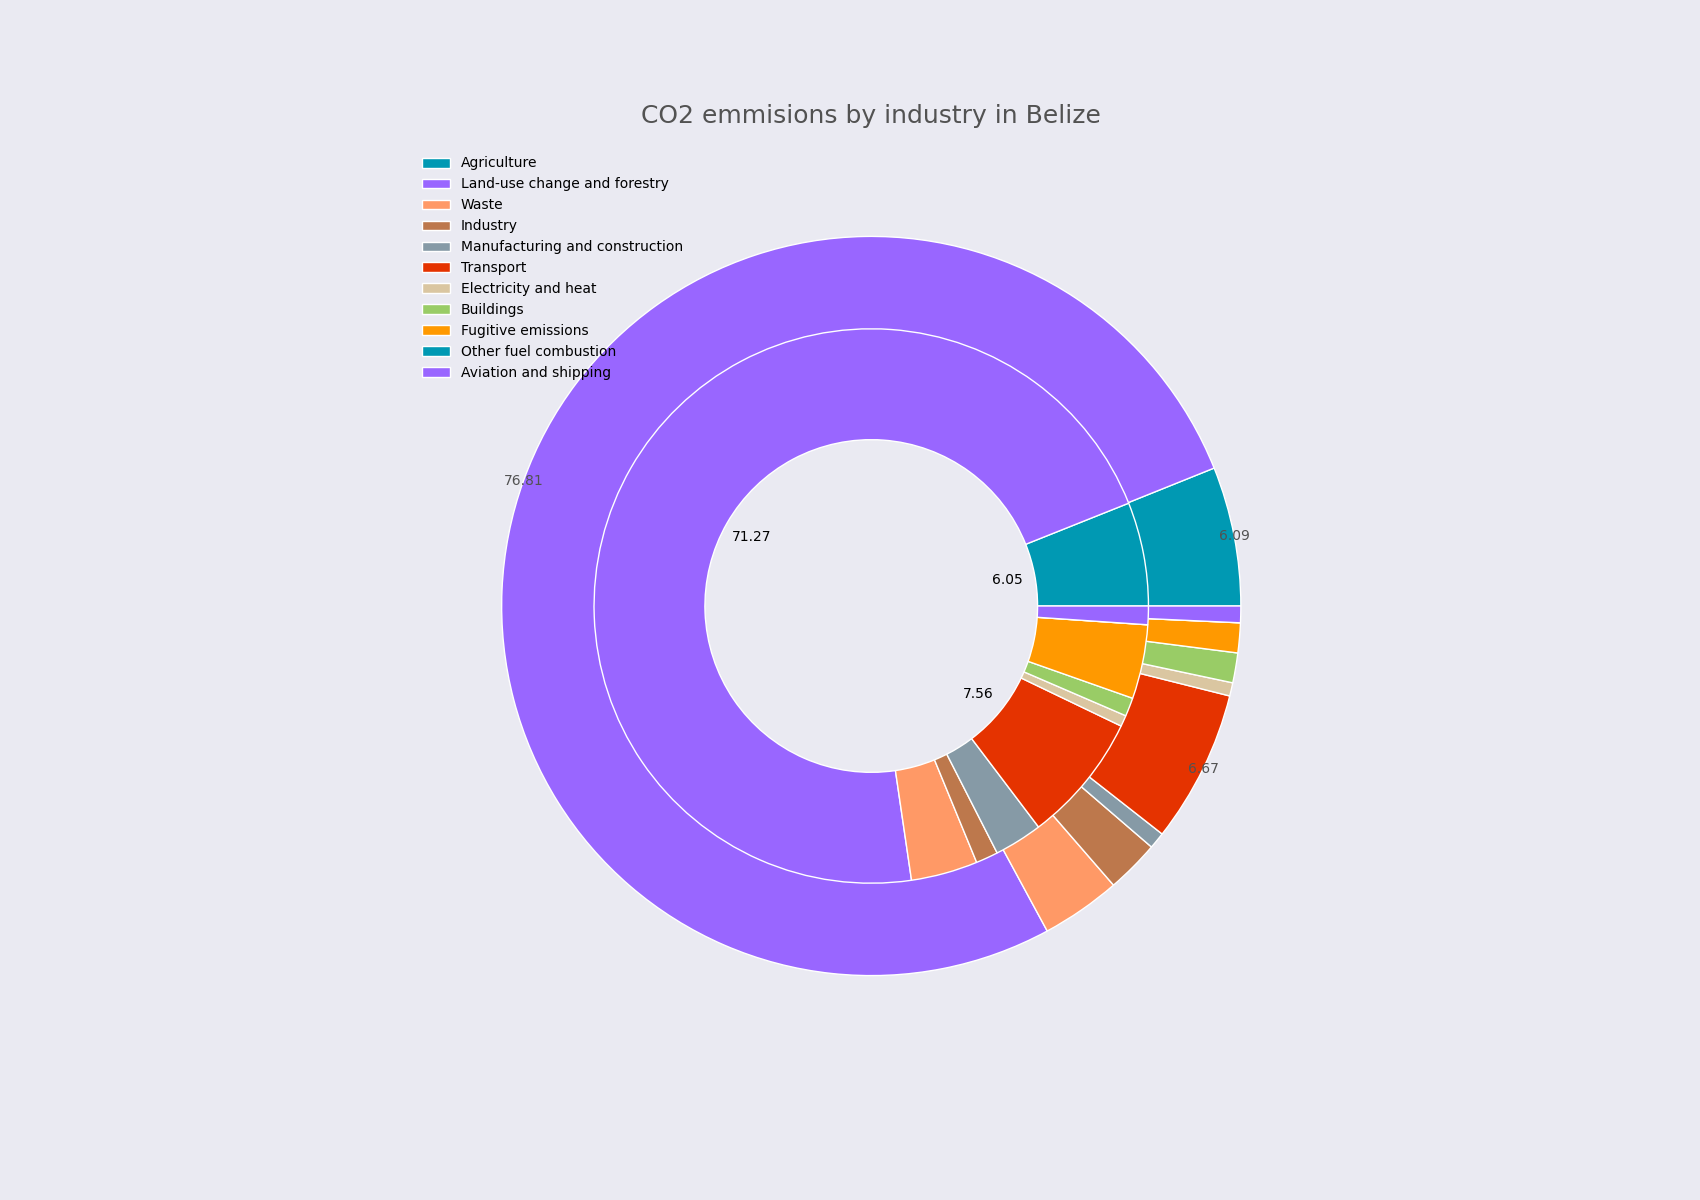 CO2 emmisions by industry in Belize
Agriculture
Land-use change and forestry
Waste
Industry
Manufacturing and construction
Transport
Electricity and heat
Buildings
Fugitive emissions
Other fuel combustion
Aviation and shipping
76.81
71.27
6.09
6.05
7.56
6.67